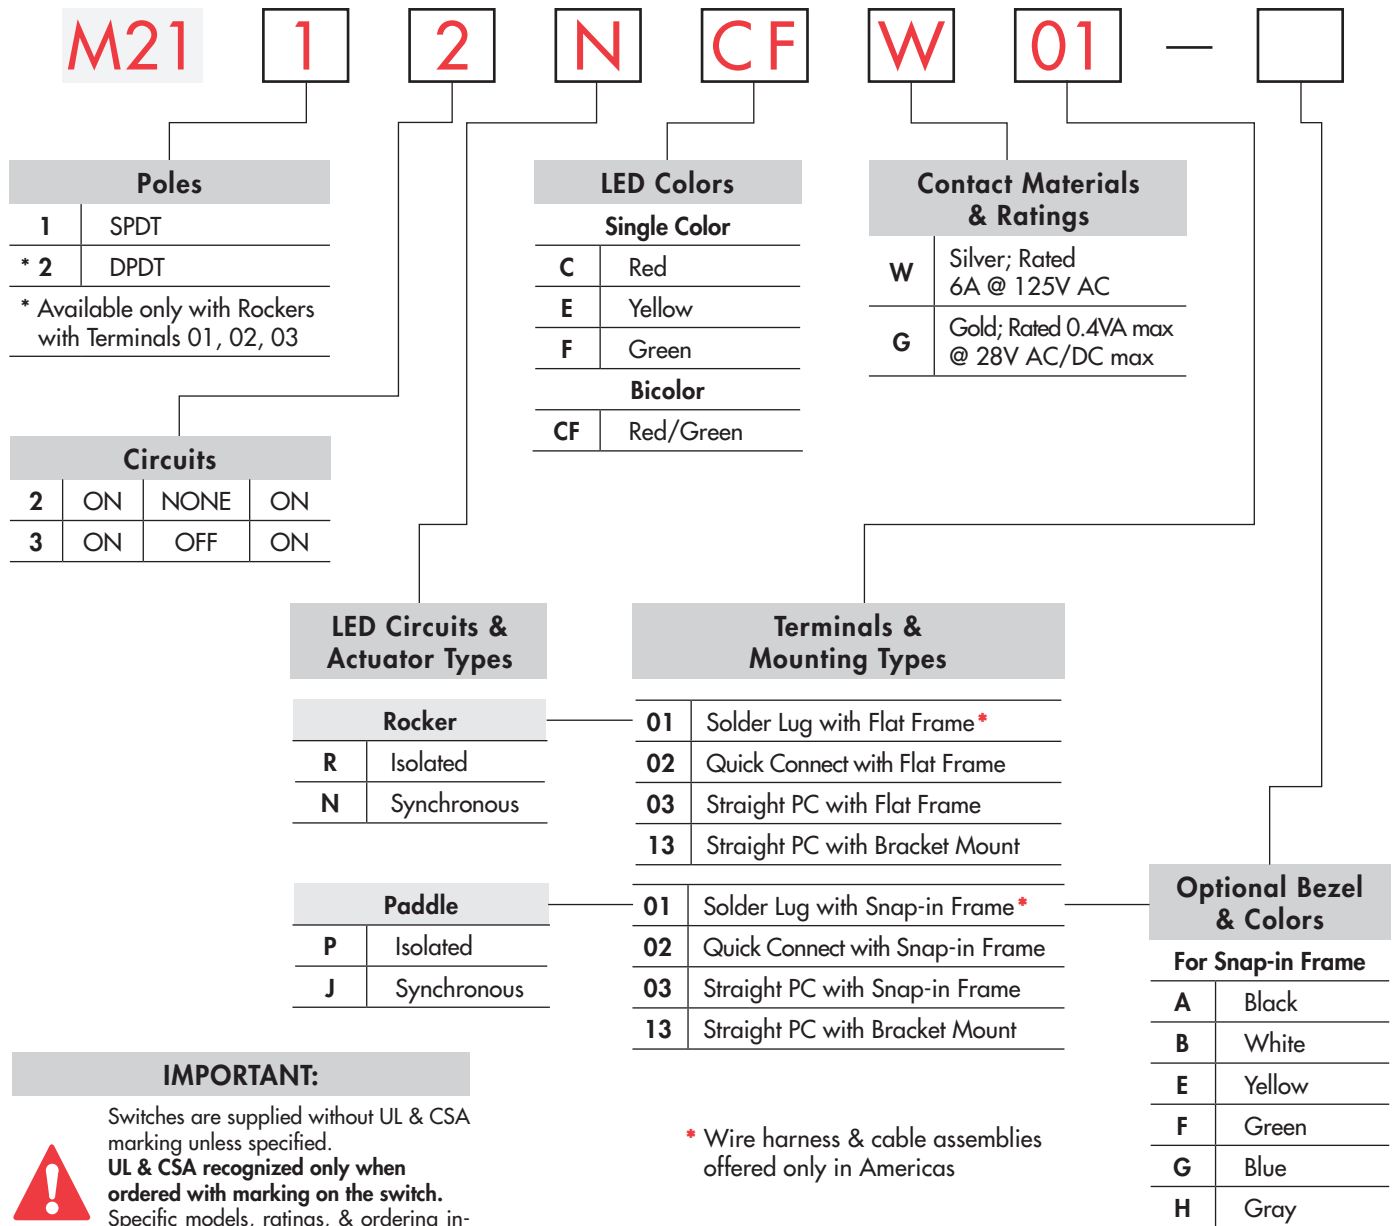 M21 1 2 N CF W 01 —
Poles
1 SPDT
* 2 DPDT
* Available only with Rockers
with Terminals 01, 02, 03
Circuits
2 ON NONE ON
3 ON OFF ON
LED Colors
Single Color
C Red
E Yellow
F Green
Bicolor
CF Red/Green
Contact Materials
& Ratings
W Silver; Rated
6A @ 125V AC
G Gold; Rated 0.4VA max
@ 28V AC/DC max
LED Circuits &
Actuator Types
Rocker
R Isolated
N Synchronous
Paddle
P Isolated
J Synchronous
Terminals &
Mounting Types
01 Solder Lug with Flat Frame*
02 Quick Connect with Flat Frame
03 Straight PC with Flat Frame
13 Straight PC with Bracket Mount
01 Solder Lug with Snap-in Frame*
02 Quick Connect with Snap-in Frame
03 Straight PC with Snap-in Frame
13 Straight PC with Bracket Mount
Optional Bezel
& Colors
For Snap-in Frame
A Black
B White
E Yellow
F Green
G Blue
H Gray
IMPORTANT:
Switches are supplied without UL & CSA
marking unless specified.
UL & CSA recognized only when
ordered with marking on the switch.
Specific models, ratings, & ordering in-
* Wire harness & cable assemblies
offered only in Americas